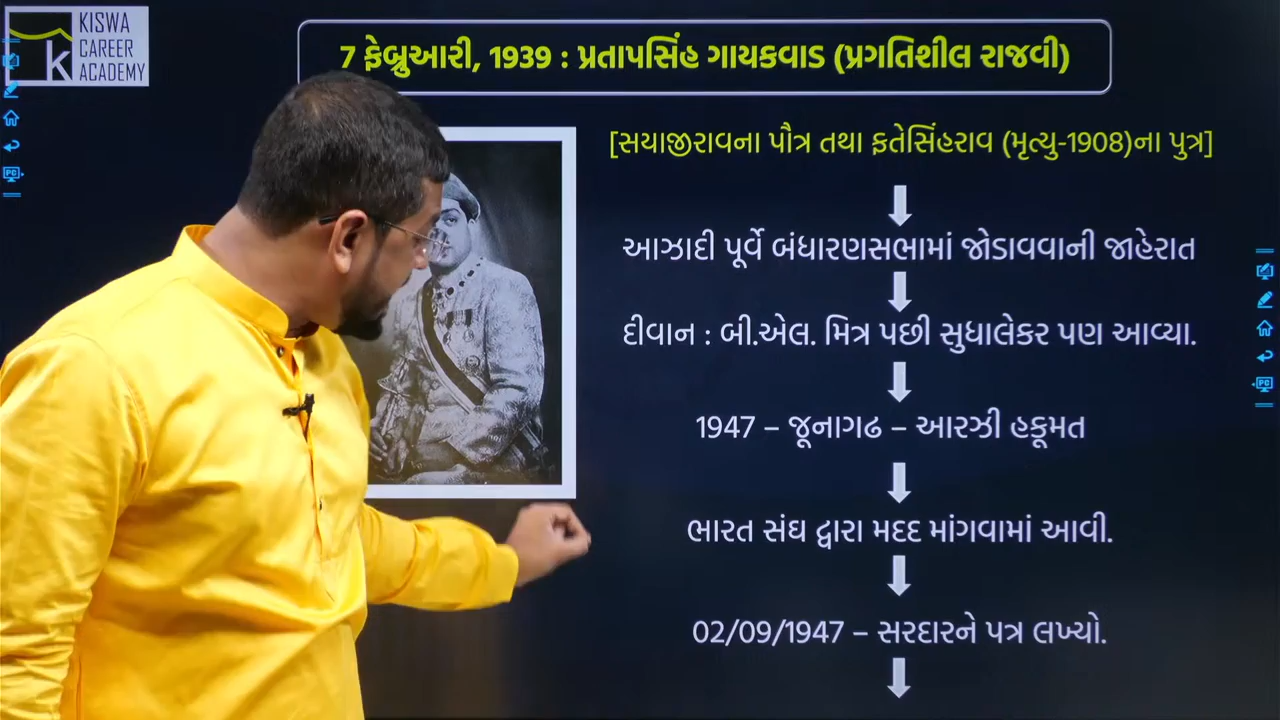 KISWA
CAREER
ACADEMY
k
7 ફેબ્રુઆરી, 1939 : પ્રતાપસિંહ ગાયકવાડ (પ્રગતિશીલ રાજવી)
[સયાજીરાવના પૌત્ર તથા ફતેસિંહરાવ (મૃત્યુ-1908)ના પુત્ર]
આઝાદી પૂર્વે બંધારણસભામાં જોડાવવાની જાહેરાત
દીવાન : બી.એલ. મિત્ર પછી સુધાલેકર પણ આવ્યા.
1947 – જૂનાગઢ – આરઝી હકૂમત
ભારત સંઘ દ્વારા મદદ માંગવામાં આવી.
02/09/1947 – સરદારને પત્ર લખ્યો.
PC
PC